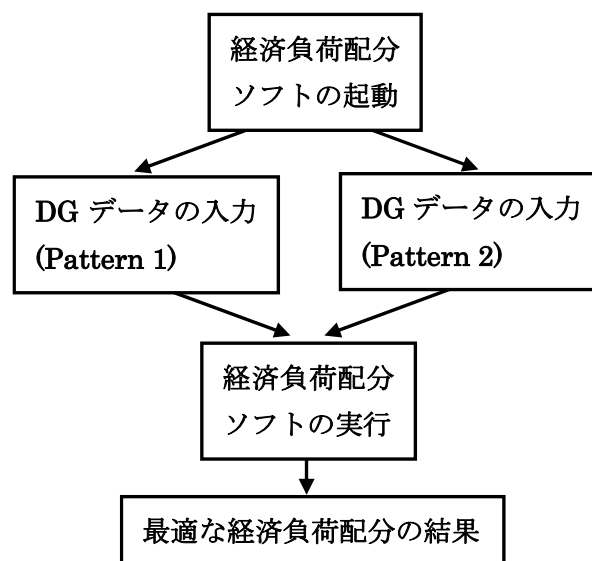 経済負荷配分
ソフトの起動
DG データの入力
(Pattern 1)
DG データの入力
(Pattern 2)
経済負荷配分
ソフトの実行
最適な経済負荷配分の結果